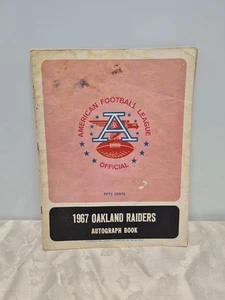 AMERICAN FOOTBALL LEAGUE
A
OFFICIAL
FIFTY CENTS
1967 OAKLAND RAIDERS
AUTOGRAPH BOOK